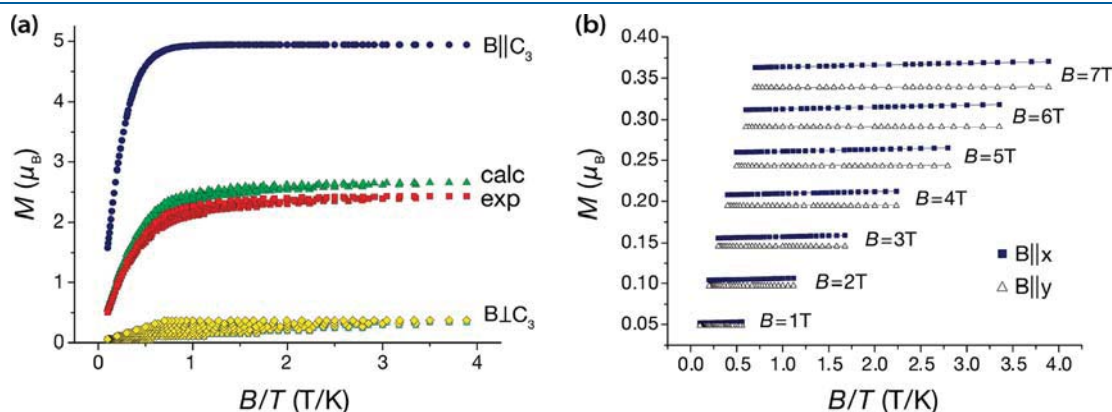 (a)
M (μB)
5
4
3
2
1
0
B||C3
calc
exp
B⊥C3
0
1
2
3
4
B/T (T/K)
(b)
M (μB)
0.40
0.35
0.30
0.25
0.20
0.15
0.10
0.05
B=7T
B=6T
B=5T
B=4T
B=3T
B=2T
B=1T
B||x
B||y
0.0
0.5
1.0
1.5
2.0
2.5
3.0
3.5
4.0
B/T (T/K)